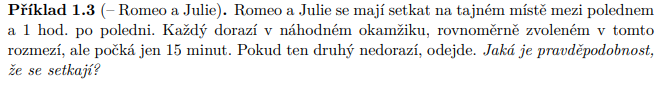 Příklad 1.3 (– Romeo a Julie). Romeo a Julie se mají setkat na tajném místě mezi polednem
a 1 hod. po poledni. Každý dorazí v náhodném okamžiku, rovnoměrně zvoleném v tomto
rozmezí, ale počká jen 15 minut. Pokud ten druhý nedorazí, odejde. Jaká je pravděpodobnost,
že se setkají?